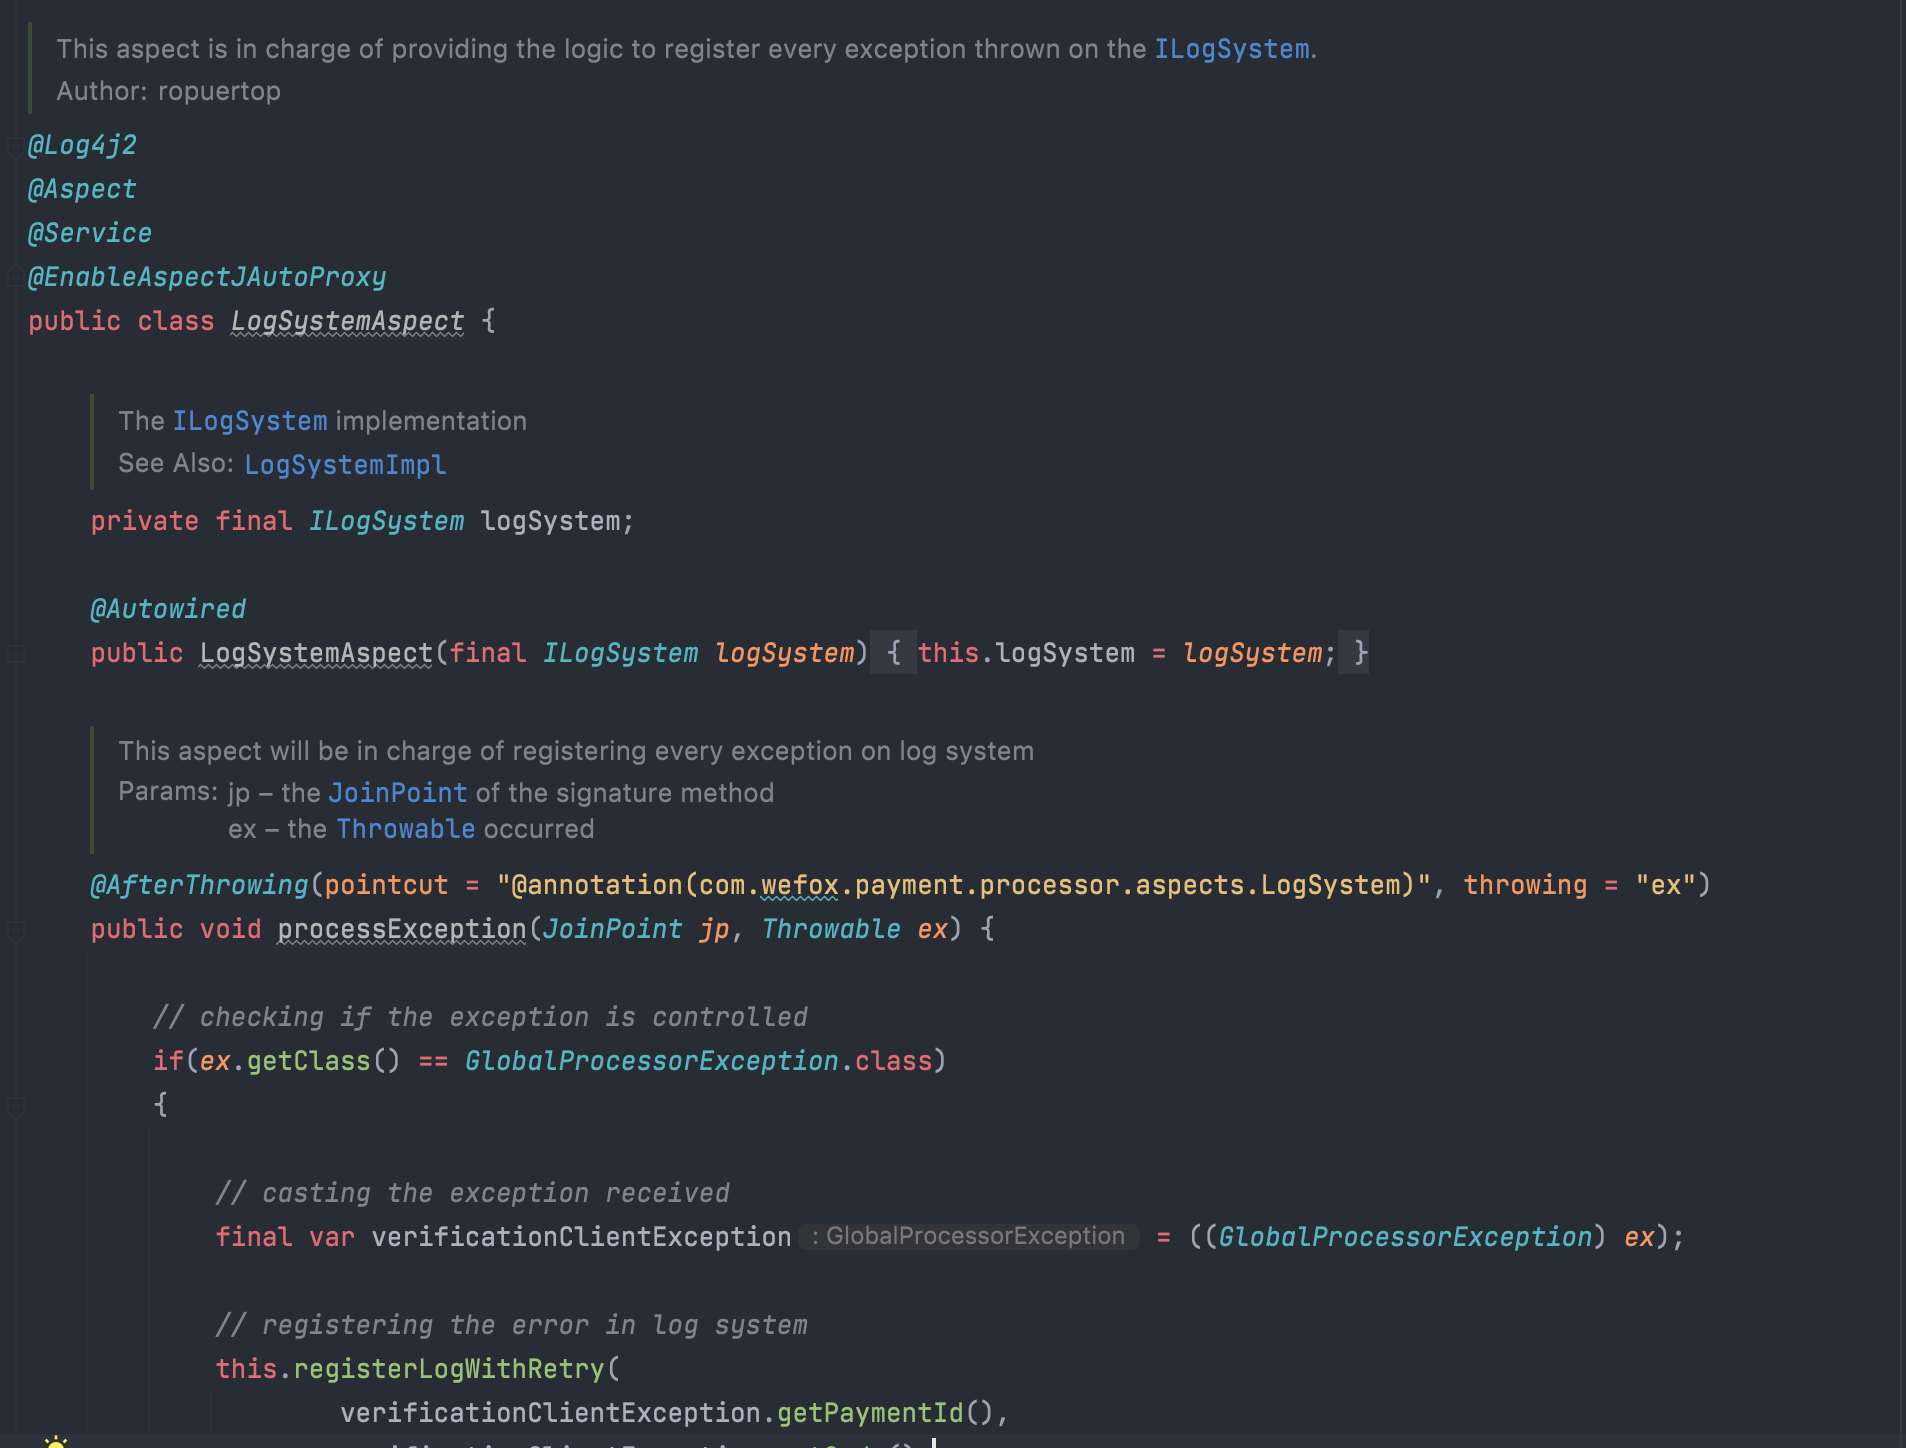 This aspect is in charge of providing the logic to register every exception thrown on the ILogSystem.
Author: ropuertop
@Log4j2
@Aspect
@Service
@EnableAspectJAutoProxy
public class LogSystemAspect {
The ILogSystem implementation
See Also: LogSystemImpl
private final ILogSystem logSystem;
@Autowired
public LogSystemAspect(final ILogSystem logSystem) { this.logSystem = logSystem; }
This aspect will be in charge of registering every exception on log system
Params: jp – the JoinPoint of the signature method
ex – the Throwable occurred
@AfterThrowing(pointcut = "@annotation(com.wefox.payment.processor.aspects.LogSystem)", throwing = "ex")
public void processException(JoinPoint jp, Throwable ex) {
// checking if the exception is controlled
if(ex.getClass() == GlobalProcessorException.class)
{
// casting the exception received
final var verificationClientException : GlobalProcessorException = ((GlobalProcessorException) ex);
// registering the error in log system
this.registerLogWithRetry(
verificationClientException.getPaymentId(),